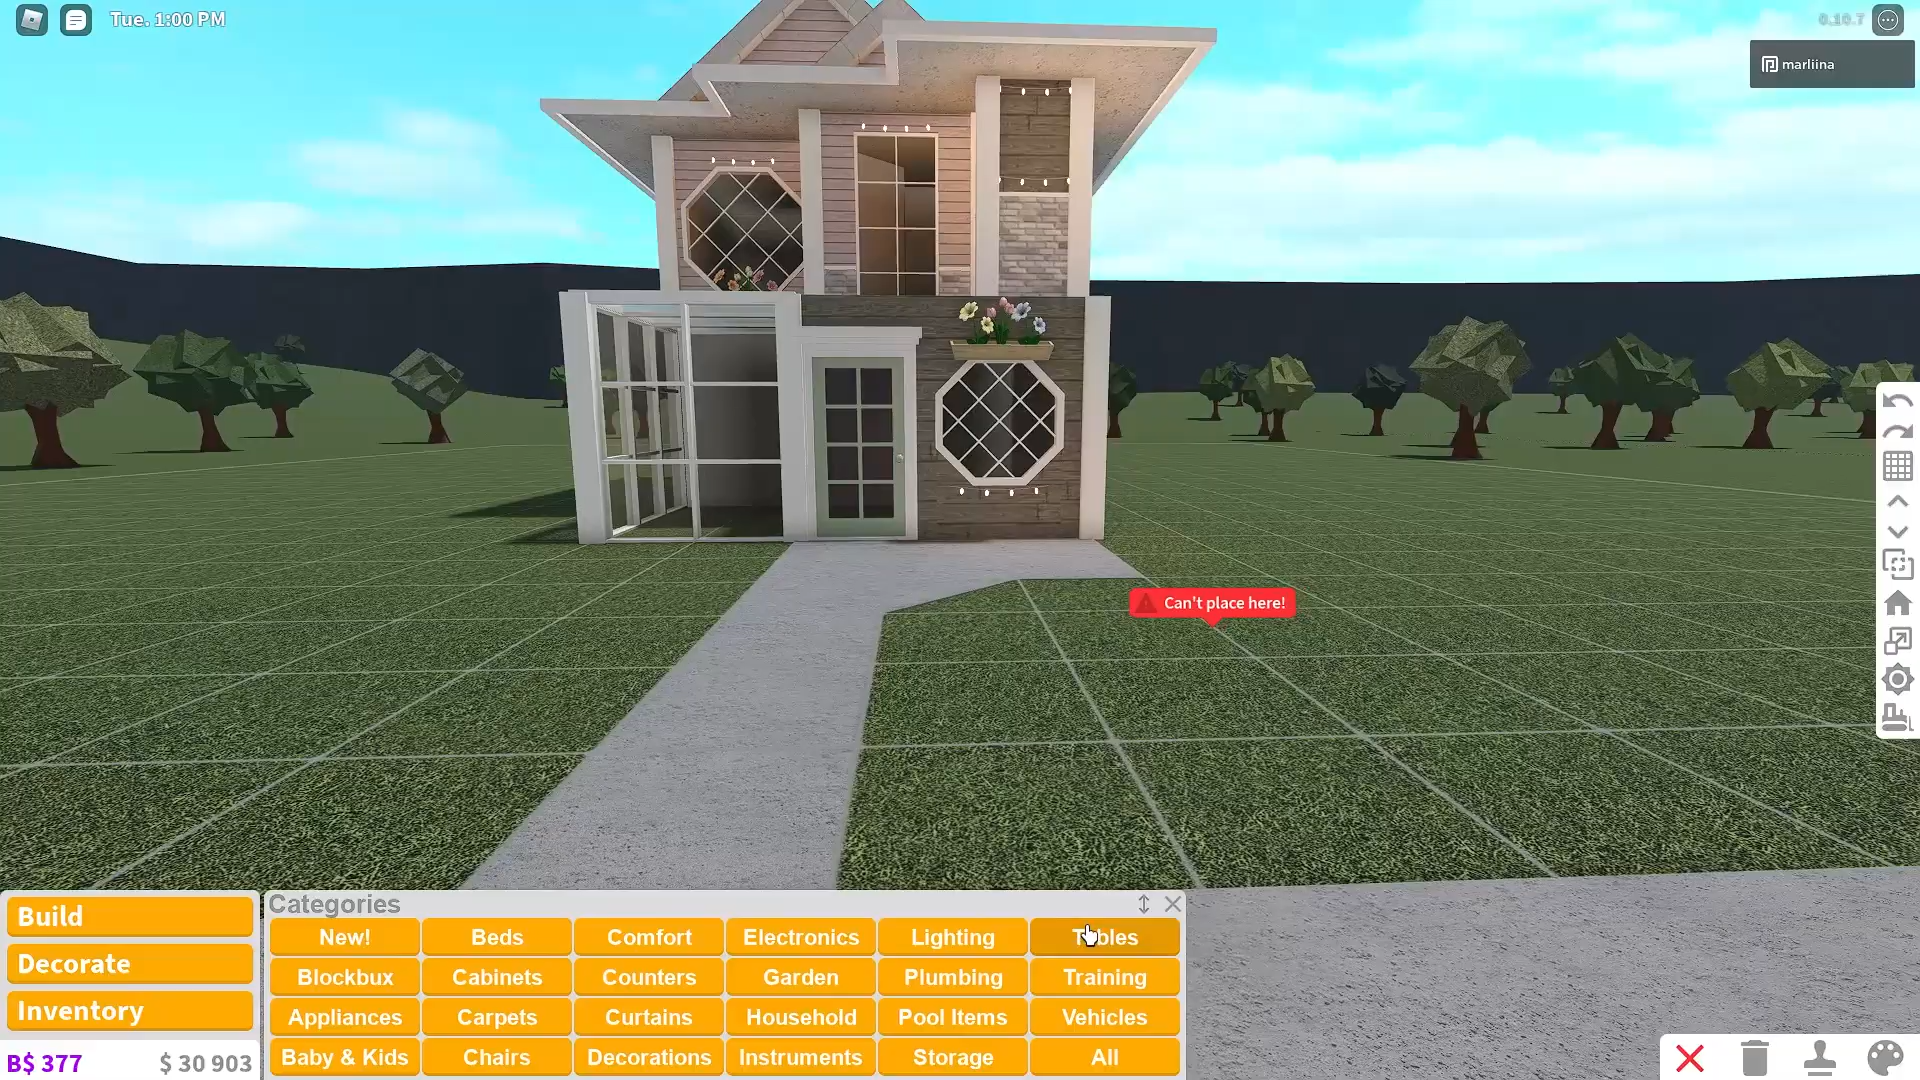 Tue. 1:00 PM
0.10.7
marliina
Can't place here!
Build
Decorate
Inventory
B$ 377
$ 30 903
Categories
New!
Beds
Comfort
Electronics
Lighting
Tables
Blockbux
Cabinets
Counters
Garden
Plumbing
Training
Appliances
Carpets
Curtains
Household
Pool Items
Vehicles
Baby & Kids
Chairs
Decorations
Instruments
Storage
All